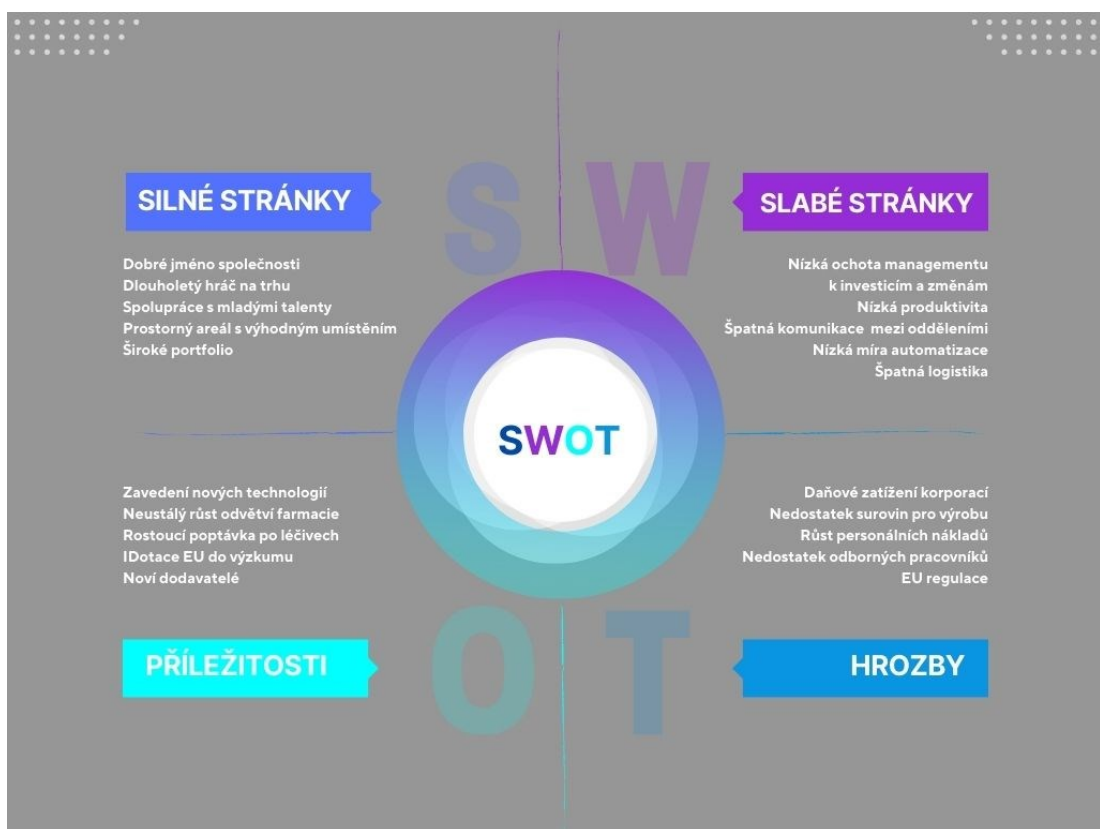 S W
SILNÉ STRÁNKY
Dobré jméno společnosti
Dlouholetý hráč na trhu
Spolupráce s mladými talenty
Prostorný areál s výhodným umístěním
Široké portfolio
SLABÉ STRÁNKY
Nízká ochota managementu
k investicím a změnám
Nízká produktivita
Špatná komunikace mezi odděleními
Nízká míra automatizace
Špatná logistika
SWOT
Zavedení nových technologií
Neustálý růst odvětví farmacie
Rostoucí poptávka po léčivech
IDotace EU do výzkumu
Noví dodavatelé
PŘÍLEŽITOSTI
Daňové zatížení korporací
Nedostatek surovin pro výrobu
Růst personálních nákladů
Nedostatek odborných pracovníků
EU regulace
HROZBY
O T